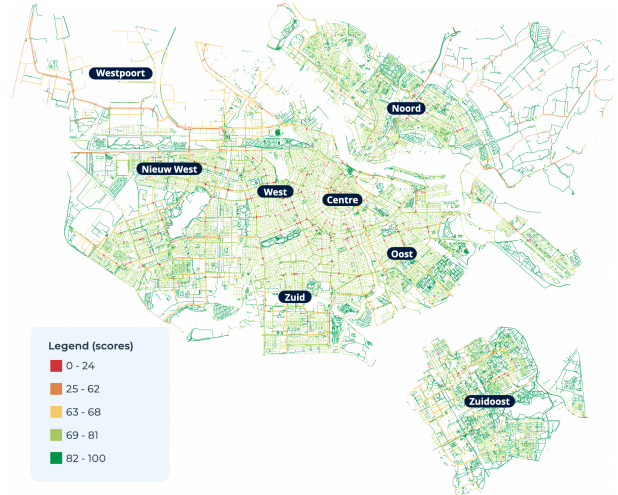 Westpoort
Noord
Nieuw West
West
Centre
Oost
Zuid
Legend (scores)
0 - 24
25 - 62
63 - 68
69 - 81
82 - 100
Zuidoost